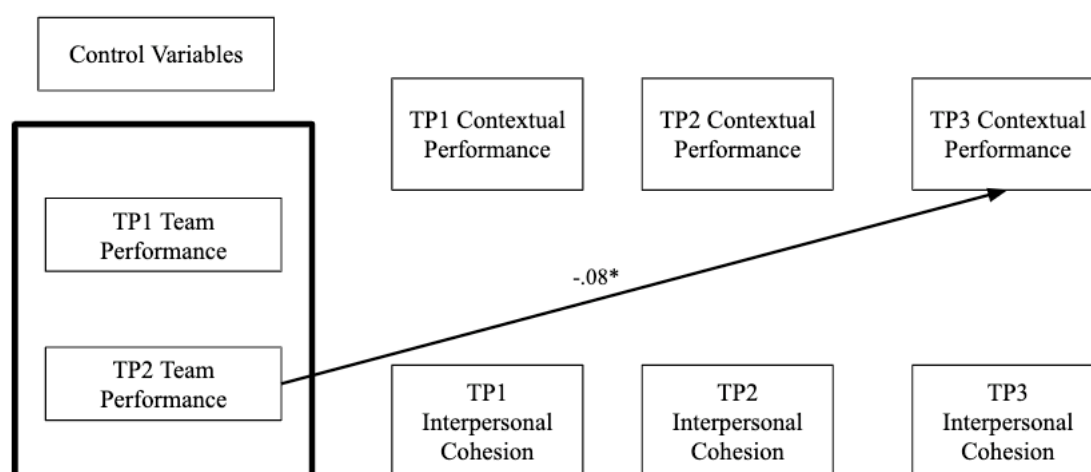 Control Variables
TP1 Contextual
Performance
TP2 Contextual
Performance
TP3 Contextual
Performance
TP1 Team
Performance
-.08*
TP2 Team
Performance
TP1
Interpersonal
Cohesion
TP2
Interpersonal
Cohesion
TP3
Interpersonal
Cohesion